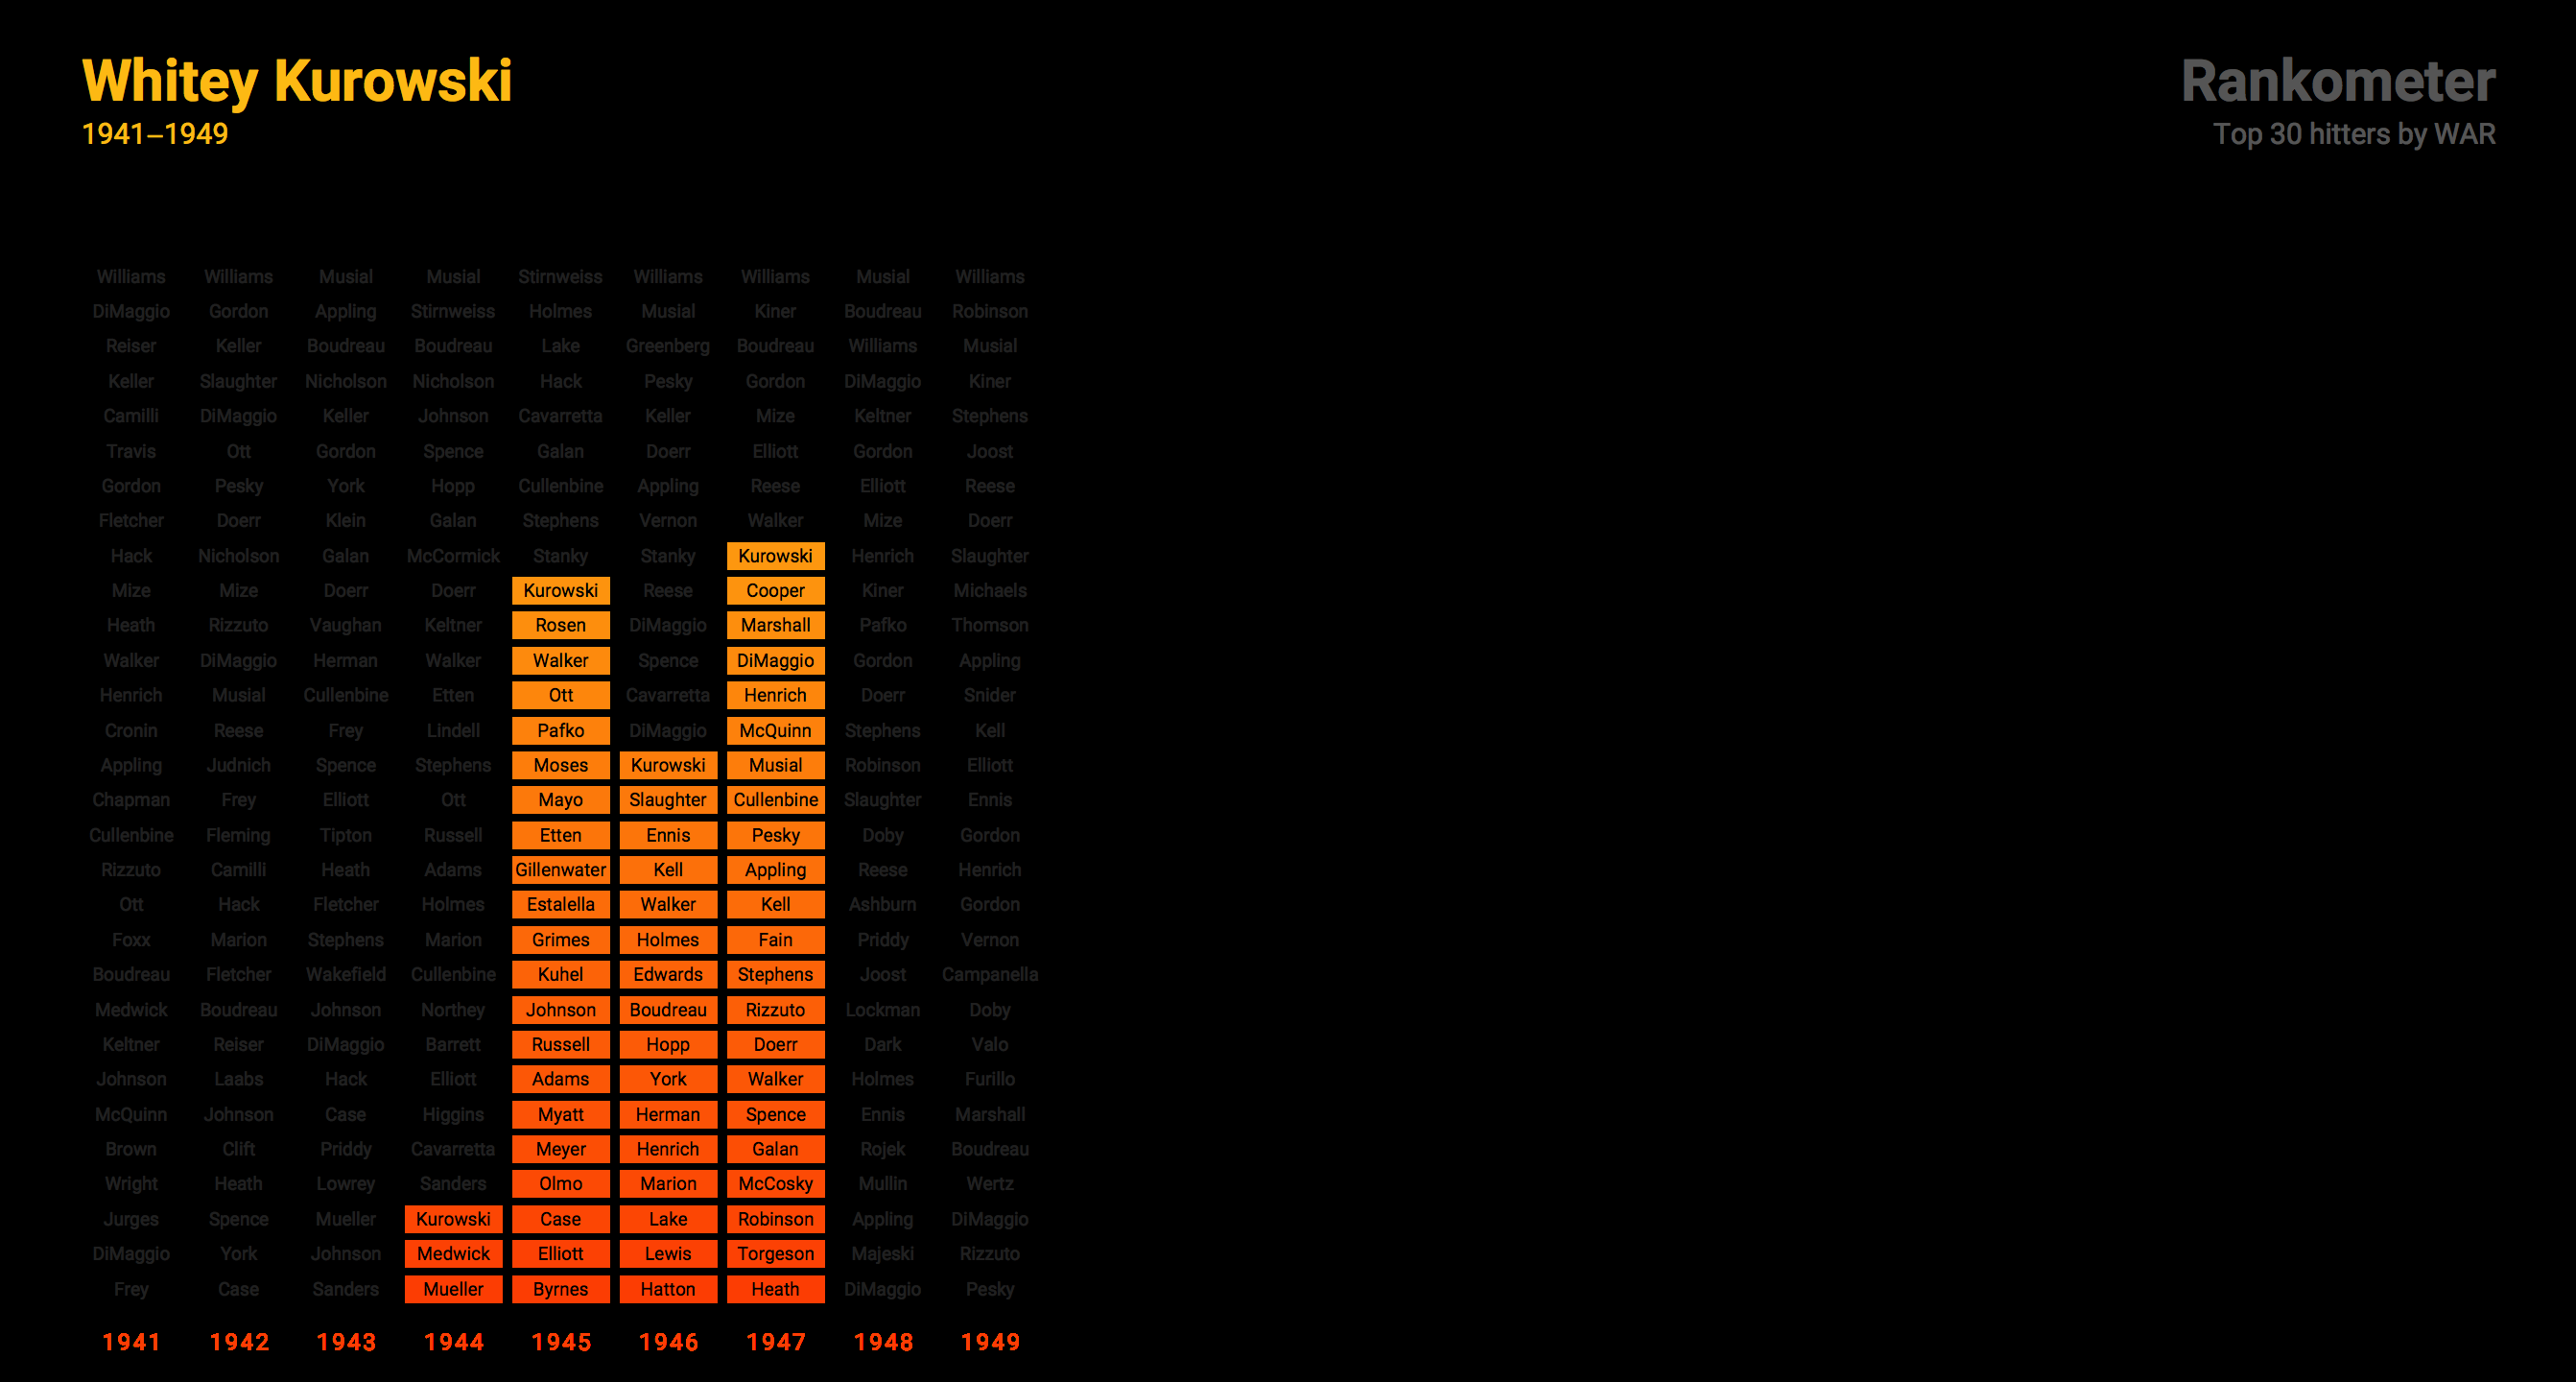 Whitey Kurowski
1941–1949
Rankometer
Top 30 hitters by WAR
Williams Williams Musial Musial Stirnweiss Williams Williams Musial Williams
DiMaggio Gordon Appling Stirnweiss Holmes Musial Kiner Boudreau Robinson
Reiser Keller Boudreau Boudreau Lake Greenberg Boudreau Williams Musial
Keller Slaughter Nicholson Nicholson Hack Pesky Gordon DiMaggio Kiner
Camilli DiMaggio Keller Johnson Cavarretta Keller Mize Keltner Stephens
Travis Ott Gordon Spence Galan Doerr Elliott Gordon Joost
Gordon Pesky York Hopp Cullenbine Appling Reese Elliott Reese
Fletcher Doerr Klein Galan Stephens Vernon Walker Mize Doerr
Hack Nicholson Galan McCormick Stanky Stanky Kurowski Henrich Slaughter
Mize Mize Doerr Doerr Kurowski Reese Cooper Kiner Michaels
Heath Rizzuto Vaughan Keltner Rosen DiMaggio Marshall Pafko Thomson
Walker DiMaggio Herman Walker Walker Spence DiMaggio Gordon Appling
Henrich Musial Cullenbine Etten Ott Cavarretta Henrich Doerr Snider
Cronin Reese Frey Lindell Pafko DiMaggio McQuinn Stephens Kell
Appling Judnich Spence Stephens Moses Kurowski Musial Robinson Elliott
Chapman Frey Elliott Ott Mayo Slaughter Cullenbine Slaughter Ennis
Cullenbine Fleming Tipton Russell Etten Ennis Pesky Doby Gordon
Rizzuto Camilli Heath Adams Gillenwater Kell Appling Reese Henrich
Ott Hack Fletcher Holmes Estalella Walker Kell Ashburn Gordon
Foxx Marion Stephens Marion Grimes Holmes Fain Priddy Vernon
Boudreau Fletcher Wakefield Cullenbine Kuhel Edwards Stephens Joost Campanella
Medwick Boudreau Johnson Northey Johnson Boudreau Rizzuto Lockman Doby
Keltner Reiser DiMaggio Barrett Russell Hopp Doerr Dark Valo
Johnson Laabs Hack Elliott Adams York Walker Holmes Furillo
McQuinn Johnson Case Higgins Myatt Herman Spence Ennis Marshall
Brown Clift Priddy Cavarretta Meyer Henrich Galan Rojek Boudreau
Wright Heath Lowrey Sanders Olmo Marion McCosky Mullin Wertz
Jurges Spence Mueller Kurowski Case Lake Robinson Appling DiMaggio
DiMaggio York Johnson Medwick Elliott Lewis Torgeson Majeski Rizzuto
Frey Case Sanders Mueller Byrnes Hatton Heath DiMaggio Pesky
1941 1942 1943 1944 1945 1946 1947 1948 1949